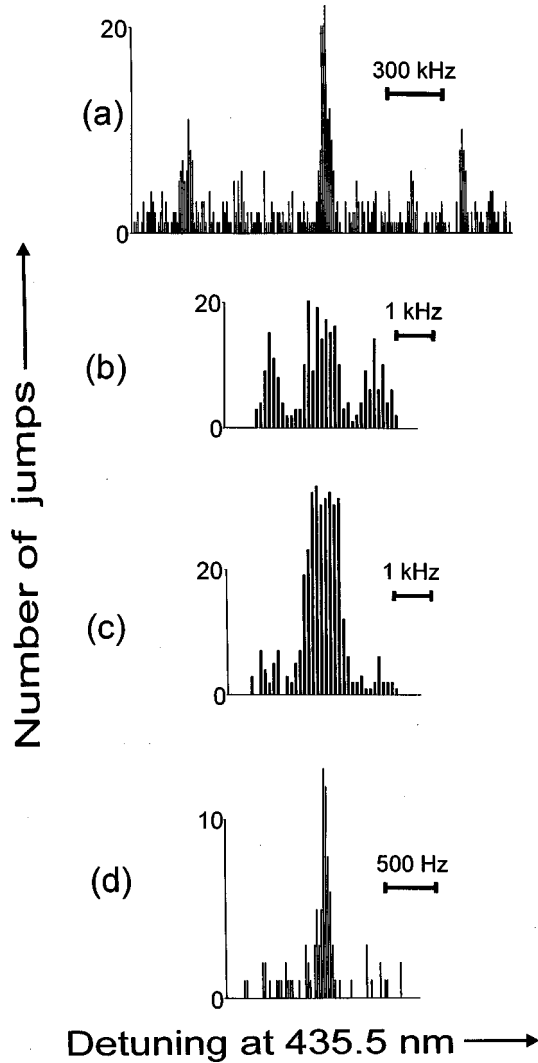 20
300 kHz
(a)
0
20
1 kHz
(b)
0
20
1 kHz
(c)
0
10
500 Hz
(d)
0
Number of jumps
Detuning at 435.5 nm